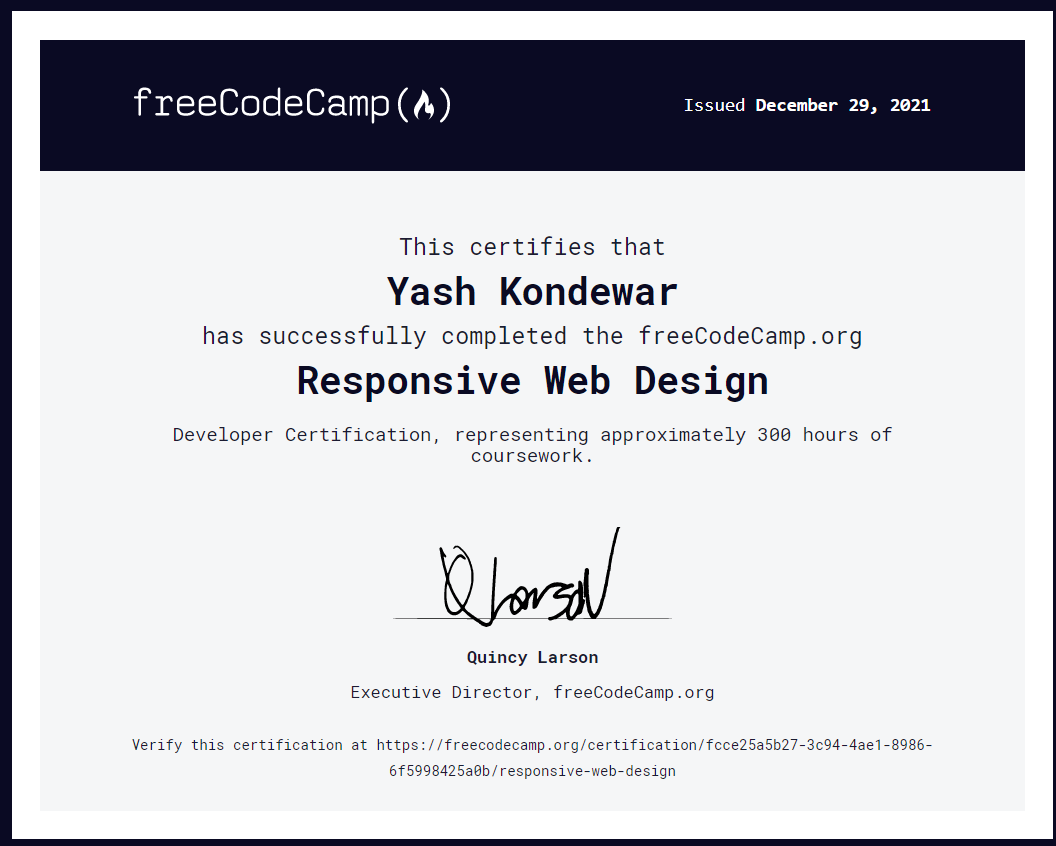 freeCodeCamp(🔥)
Issued December 29, 2021
This certifies that
Yash Kondewar
has successfully completed the freeCodeCamp.org
Responsive Web Design
Developer Certification, representing approximately 300 hours of
coursework.
Q Larson
Quincy Larson
Executive Director, freeCodeCamp.org
Verify this certification at https://freecodecamp.org/certification/fcce25a5b27-3c94-4ae1-8986-
6f5998425a0b/responsive-web-design